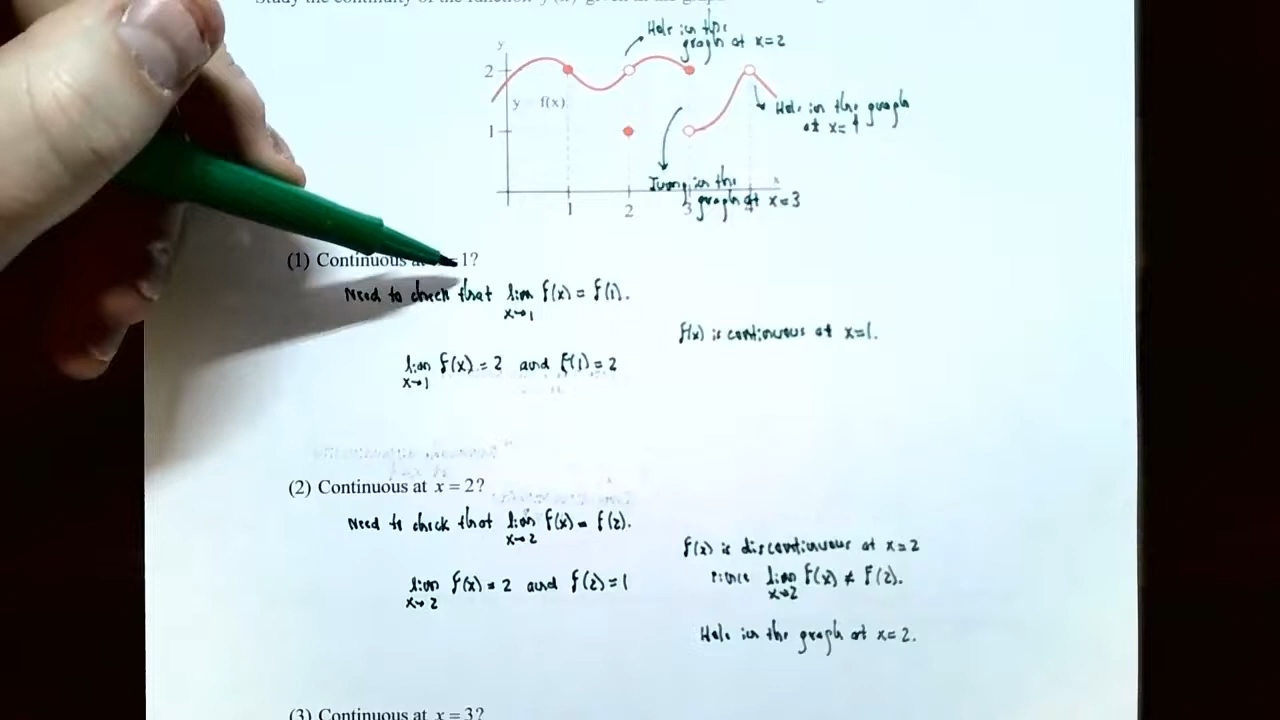 Study the continuity of the function f(x) given in the graph
Hole in the
graph at x=2
y
2
y = f(x)
Hole in the graph
at x=4
1
Jump in the
graph at x=3
x
1 2 3 4
(1) Continuous at =1?
Need to check that lim f(x) = f(1).
x→1
f(x) is continuous at x=1.
lim f(x) = 2 and f(1) = 2
x→1
(2) Continuous at x = 2?
Need to check that lim f(x) = f(2).
x→2
f(x) is discontinuous at x=2
lim f(x) = 2 and f(2) = 1
x→2
since lim f(x) ≠ f(2).
x→2
Hole in the graph at x=2.
(3) Continuous at x = 3?